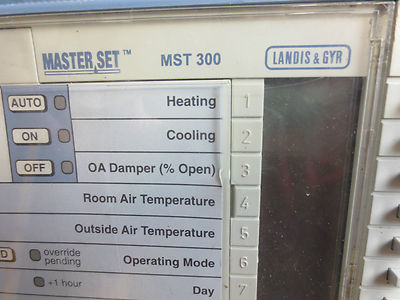 MASTER SET™ MST 300 LANDIS & GYR
AUTO Heating 1
ON Cooling 2
OFF OA Damper (% Open) 3
Room Air Temperature 4
Outside Air Temperature 5
override pending Operating Mode 6
+1 hour Day 7